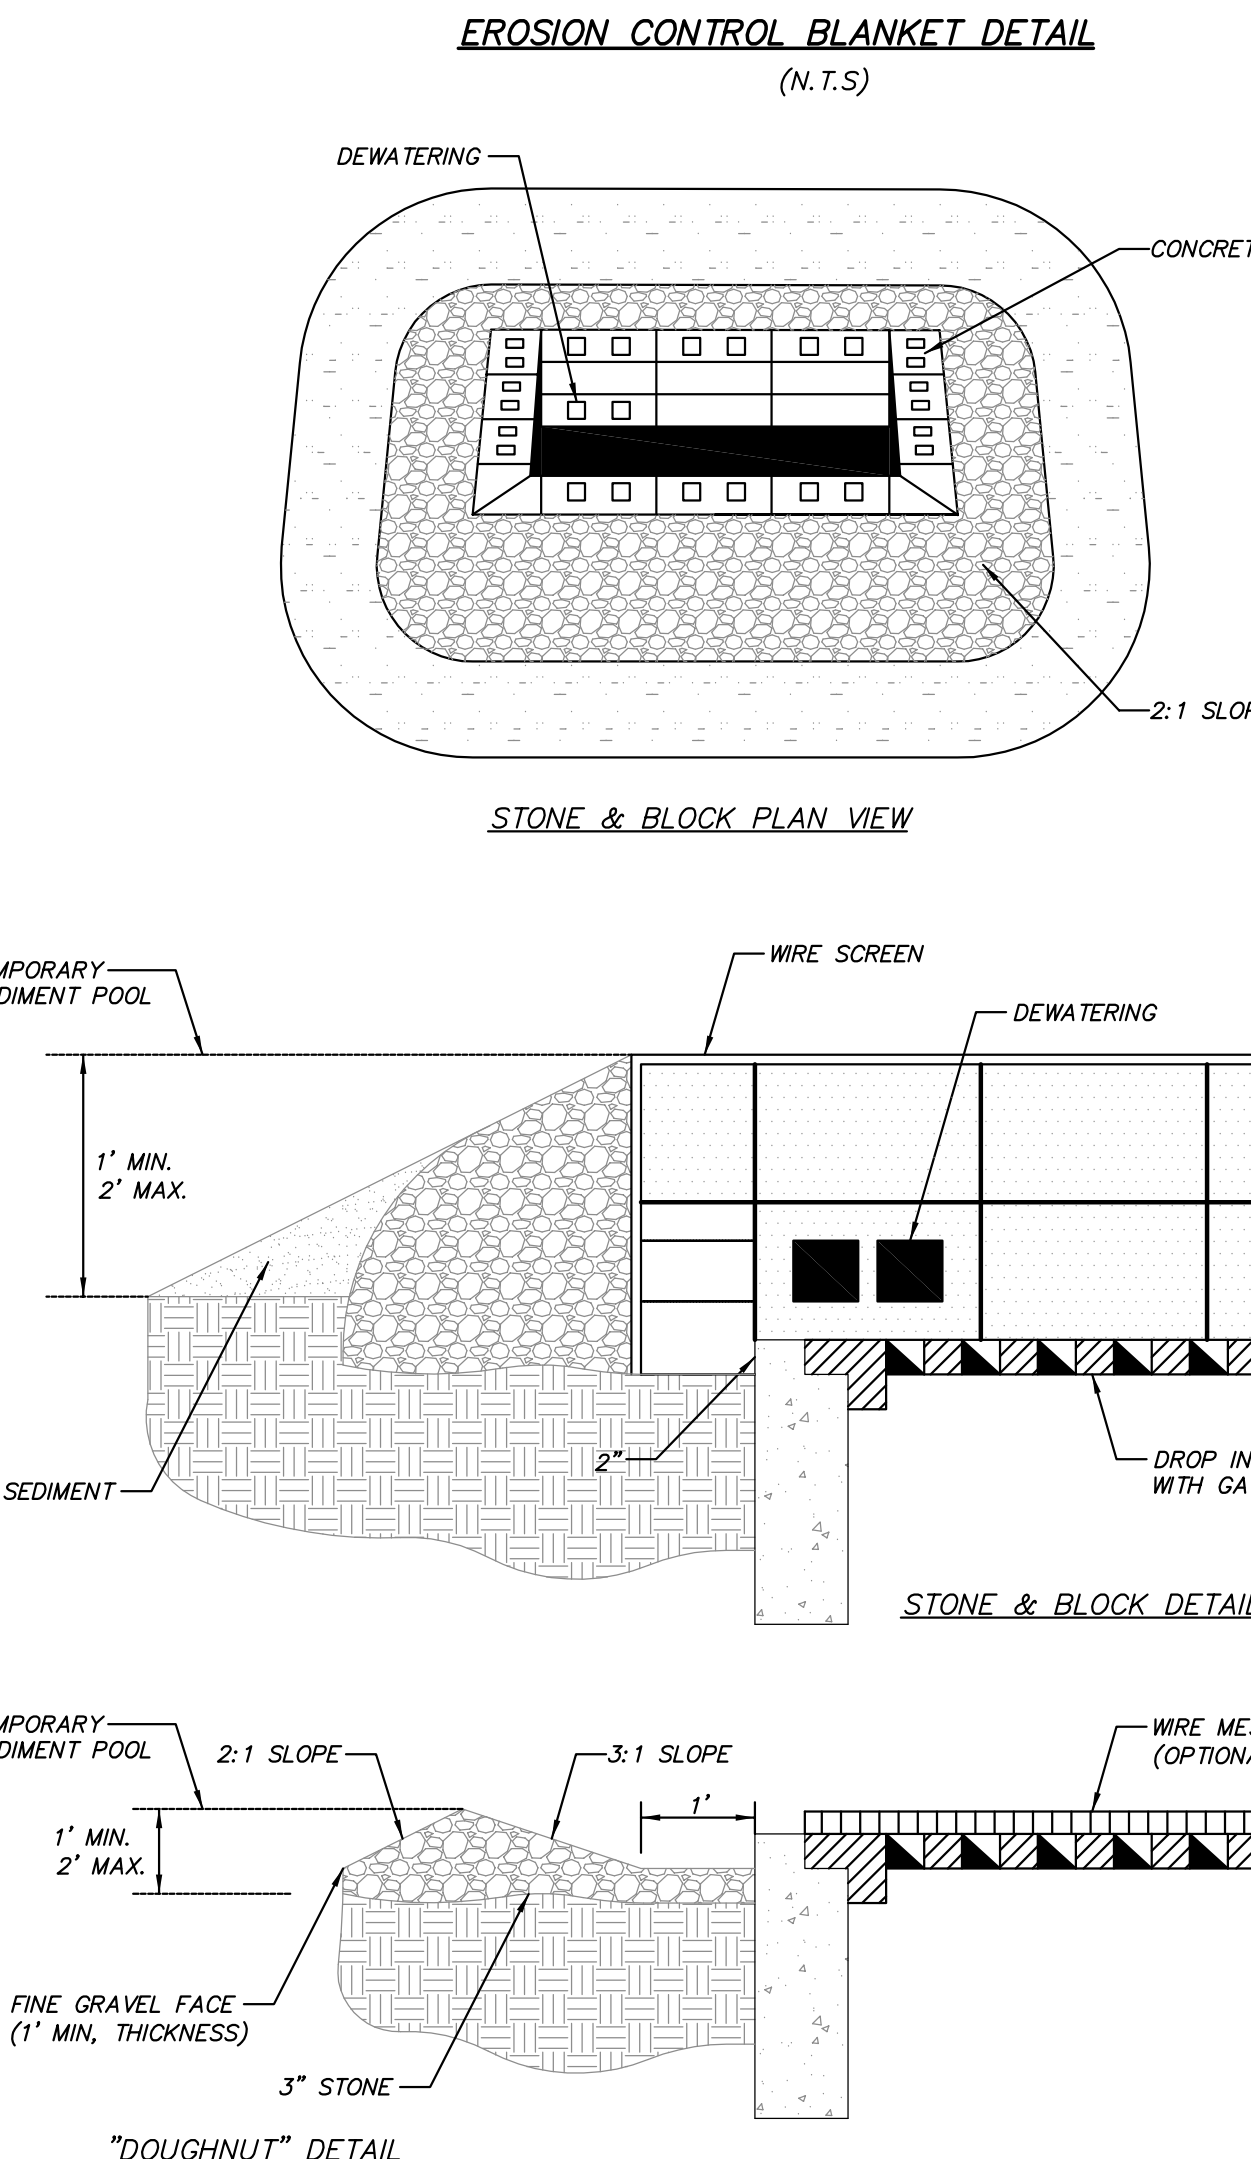 EROSION CONTROL BLANKET DETAIL
(N.T.S)
DEWATERING
CONCRET
2:1 SLOP
STONE & BLOCK PLAN VIEW
MPORARY
DIMENT POOL
WIRE SCREEN
DEWATERING
1' MIN.
2' MAX.
2"
SEDIMENT
DROP IN
WITH GA
STONE & BLOCK DETAIL
MPORARY
DIMENT POOL
2:1 SLOPE
3:1 SLOPE
WIRE MES
(OPTIONA
1'
1' MIN.
2' MAX.
FINE GRAVEL FACE
(1' MIN, THICKNESS)
3" STONE
"DOUGHNUT" DETAIL